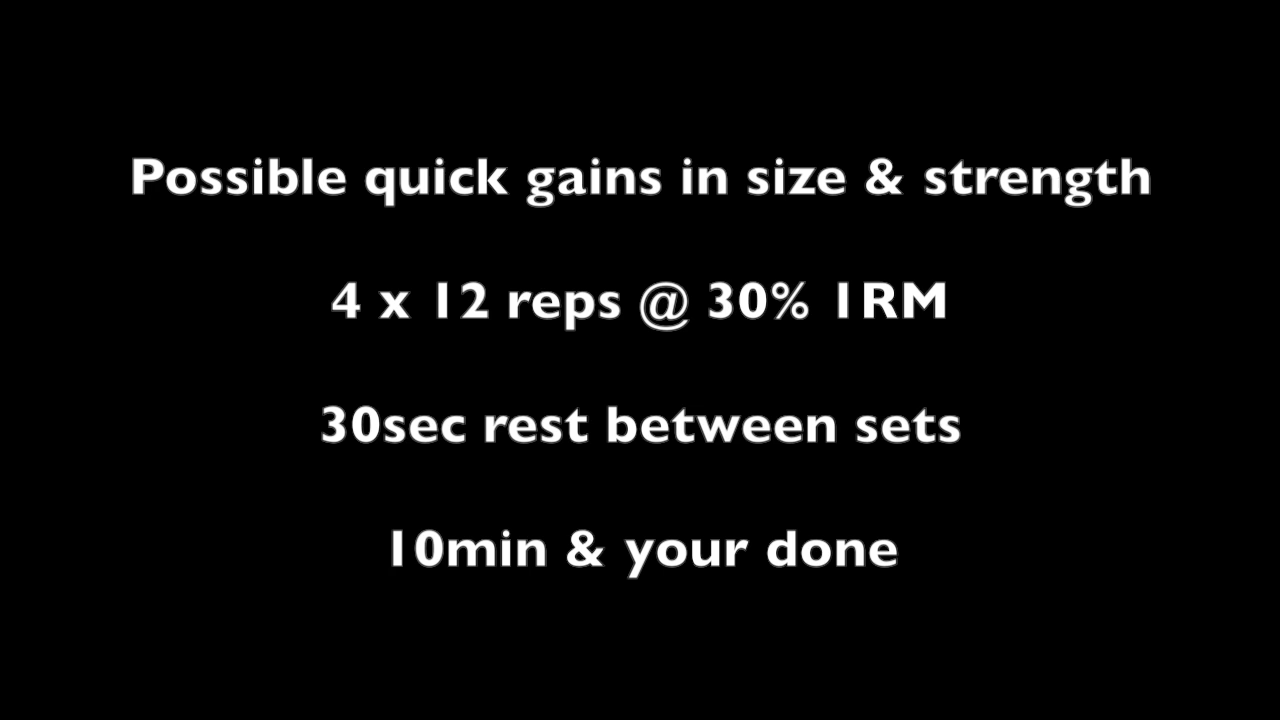 Possible quick gains in size & strength
4 x 12 reps @ 30% 1RM
30sec rest between sets
10min & your done